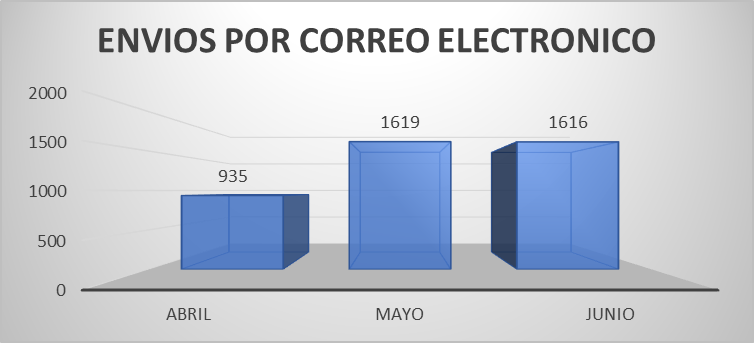 ENVIOS POR CORREO ELECTRONICO
2000
1500
1000
500
0
935
1619
1616
ABRIL
MAYO
JUNIO